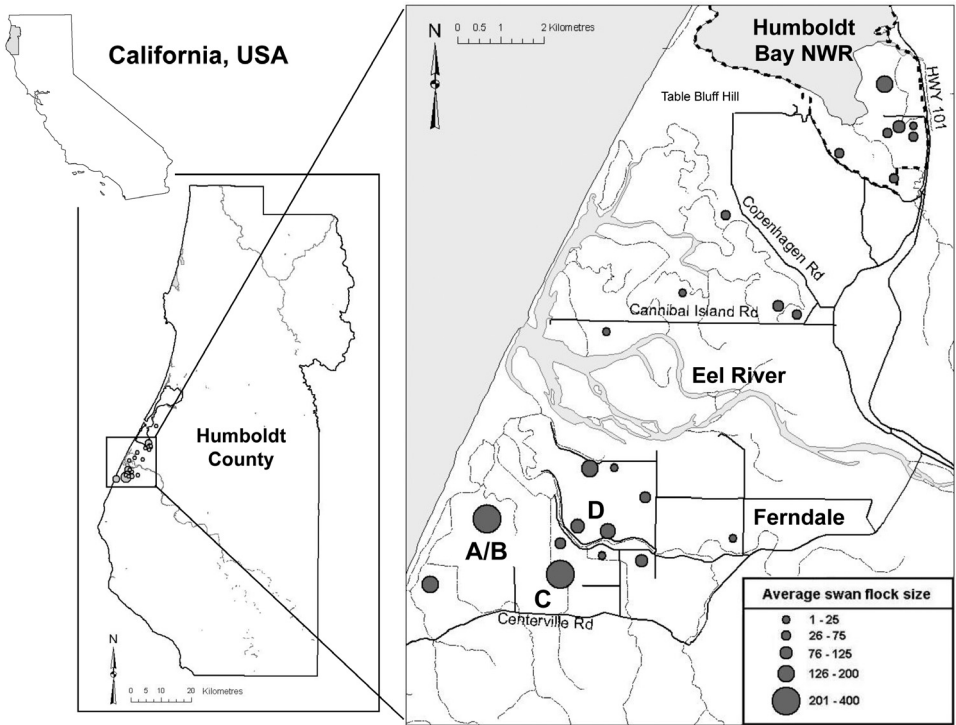 California, USA
N
0 0.5 1 2 Kilometres
Humboldt
Bay NWR
HWY 101
Table Bluff Hill
Copenhagen Rd
Cannibal Island Rd
Eel River
Humboldt
County
D
Ferndale
A/B
C
Centerville Rd
N
0 5 10 20 Kilometres
Average swan flock size
1 - 25
26 - 75
76 - 125
126 - 200
201 - 400